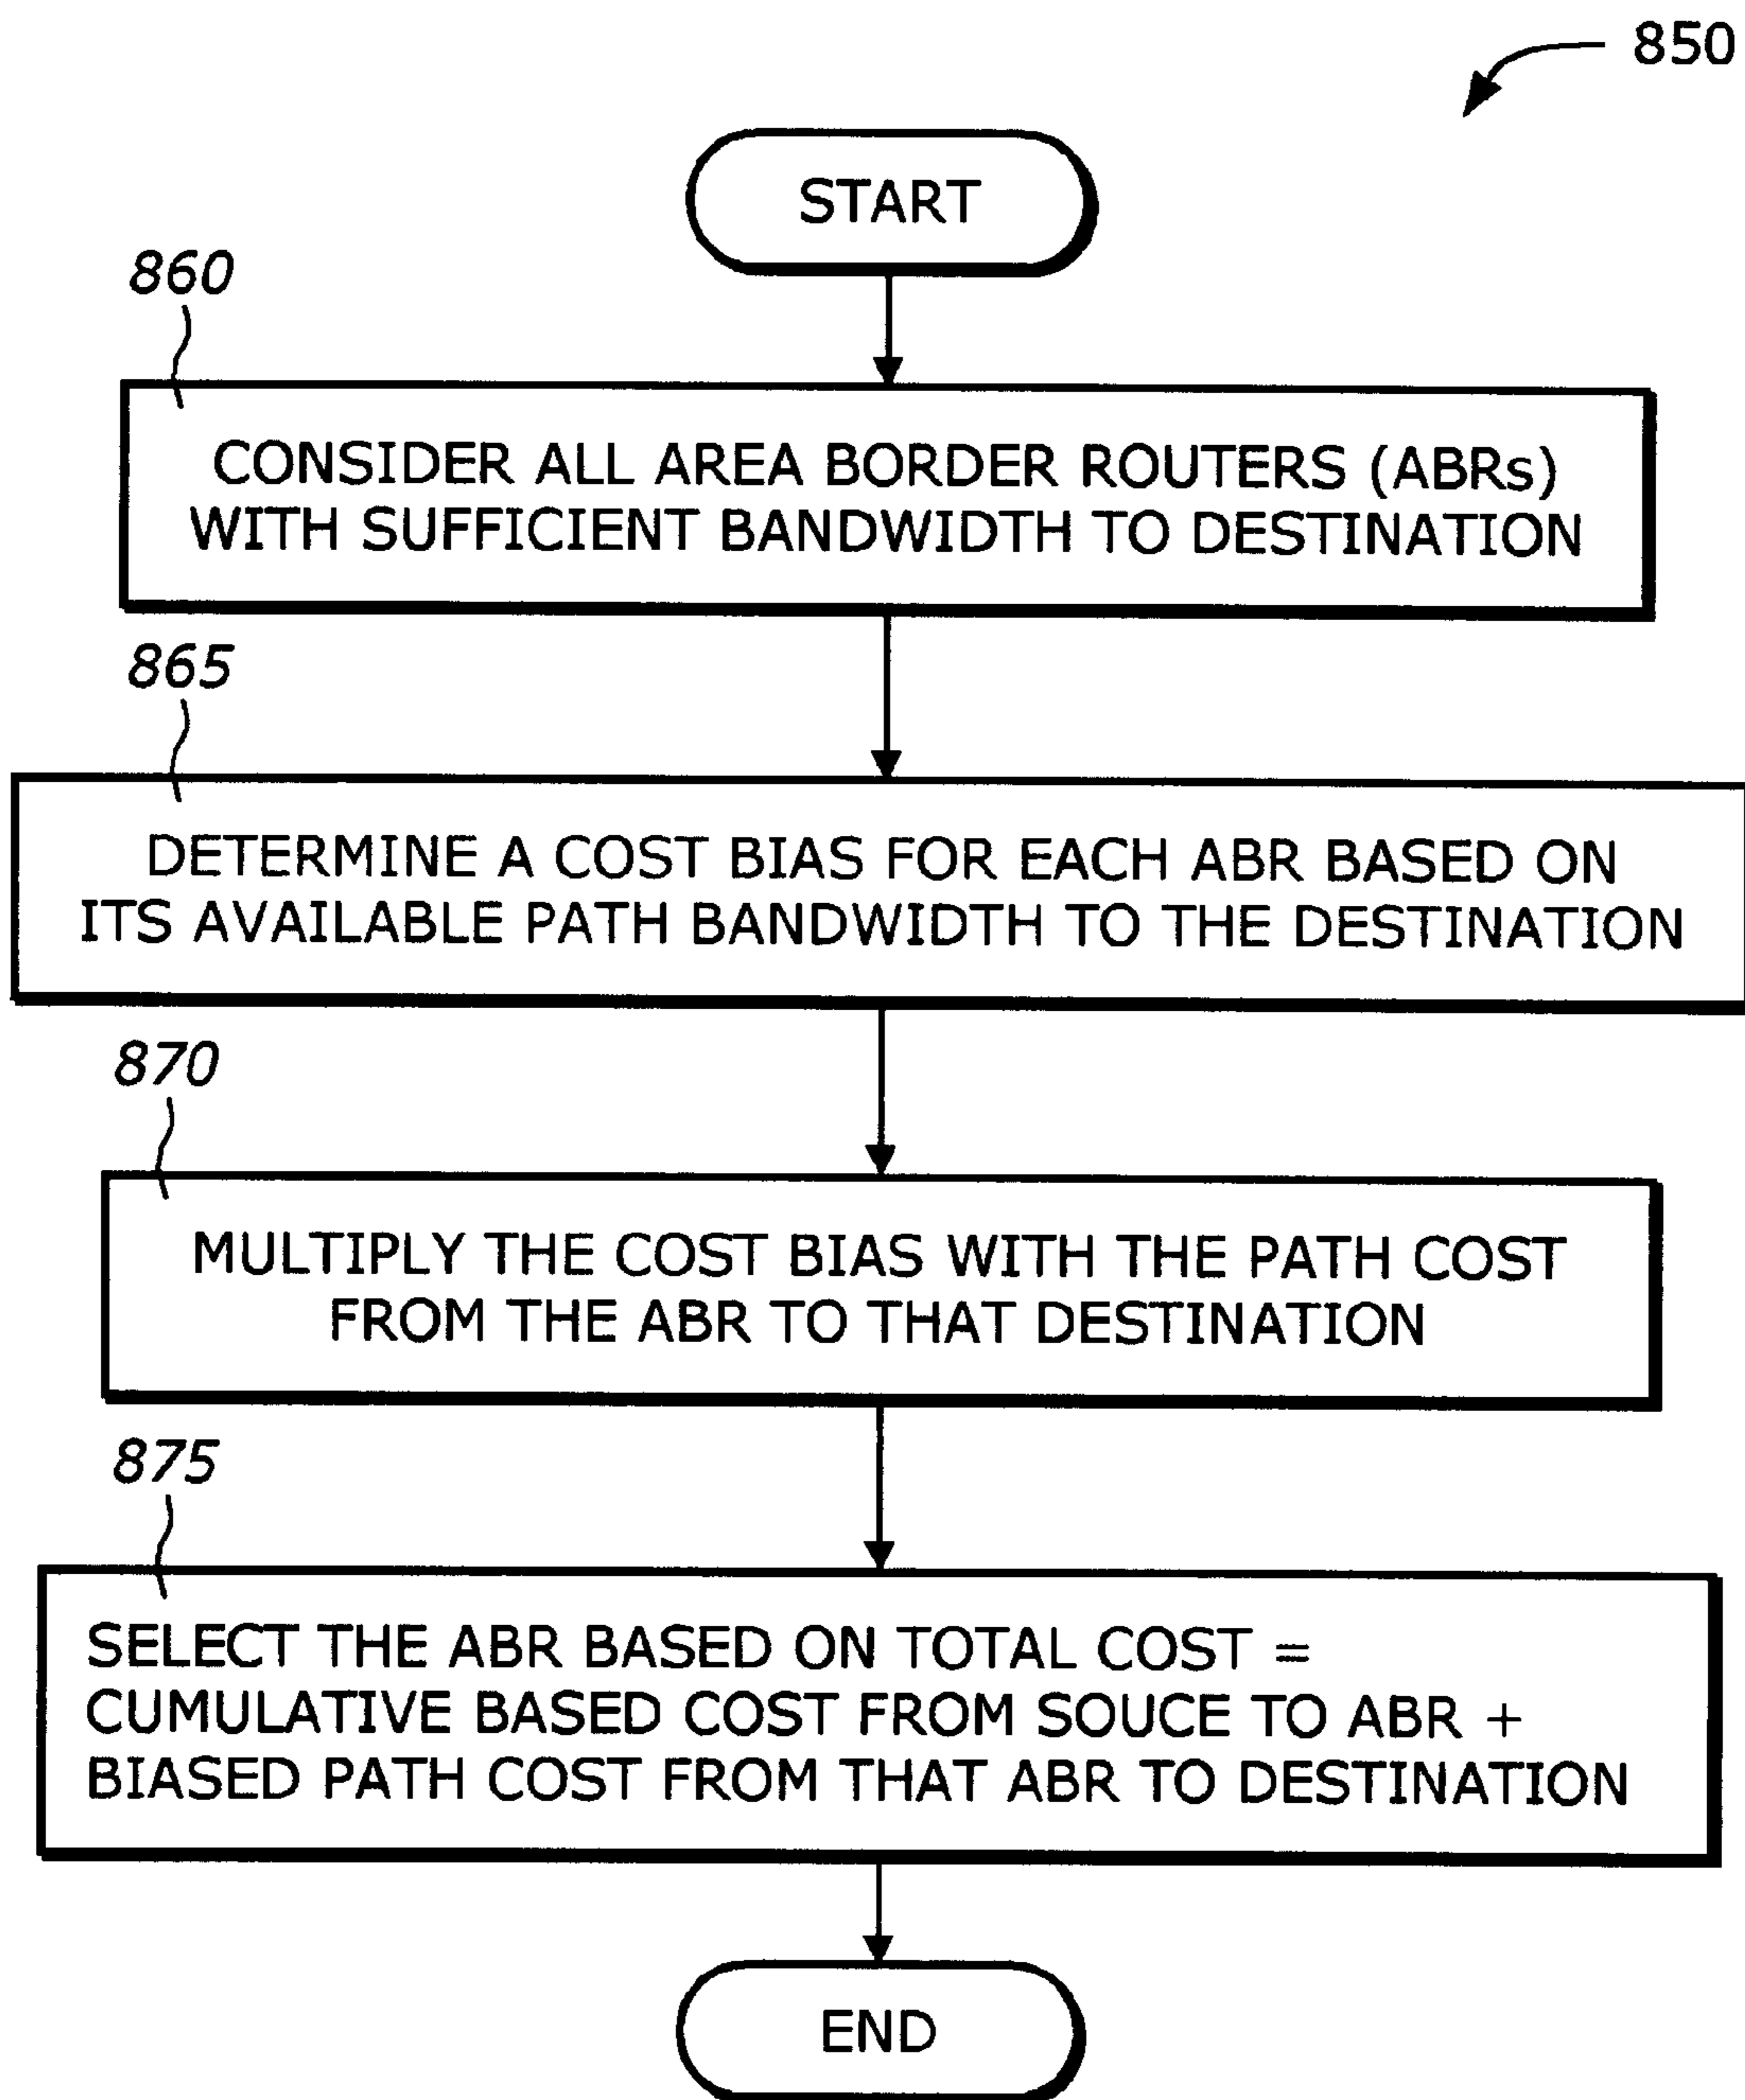 850
START
860
CONSIDER ALL AREA BORDER ROUTERS (ABRs)
WITH SUFFICIENT BANDWIDTH TO DESTINATION
865
DETERMINE A COST BIAS FOR EACH ABR BASED ON
ITS AVAILABLE PATH BANDWIDTH TO THE DESTINATION
870
MULTIPLY THE COST BIAS WITH THE PATH COST
FROM THE ABR TO THAT DESTINATION
875
SELECT THE ABR BASED ON TOTAL COST =
CUMULATIVE BASED COST FROM SOUCE TO ABR +
BIASED PATH COST FROM THAT ABR TO DESTINATION
END